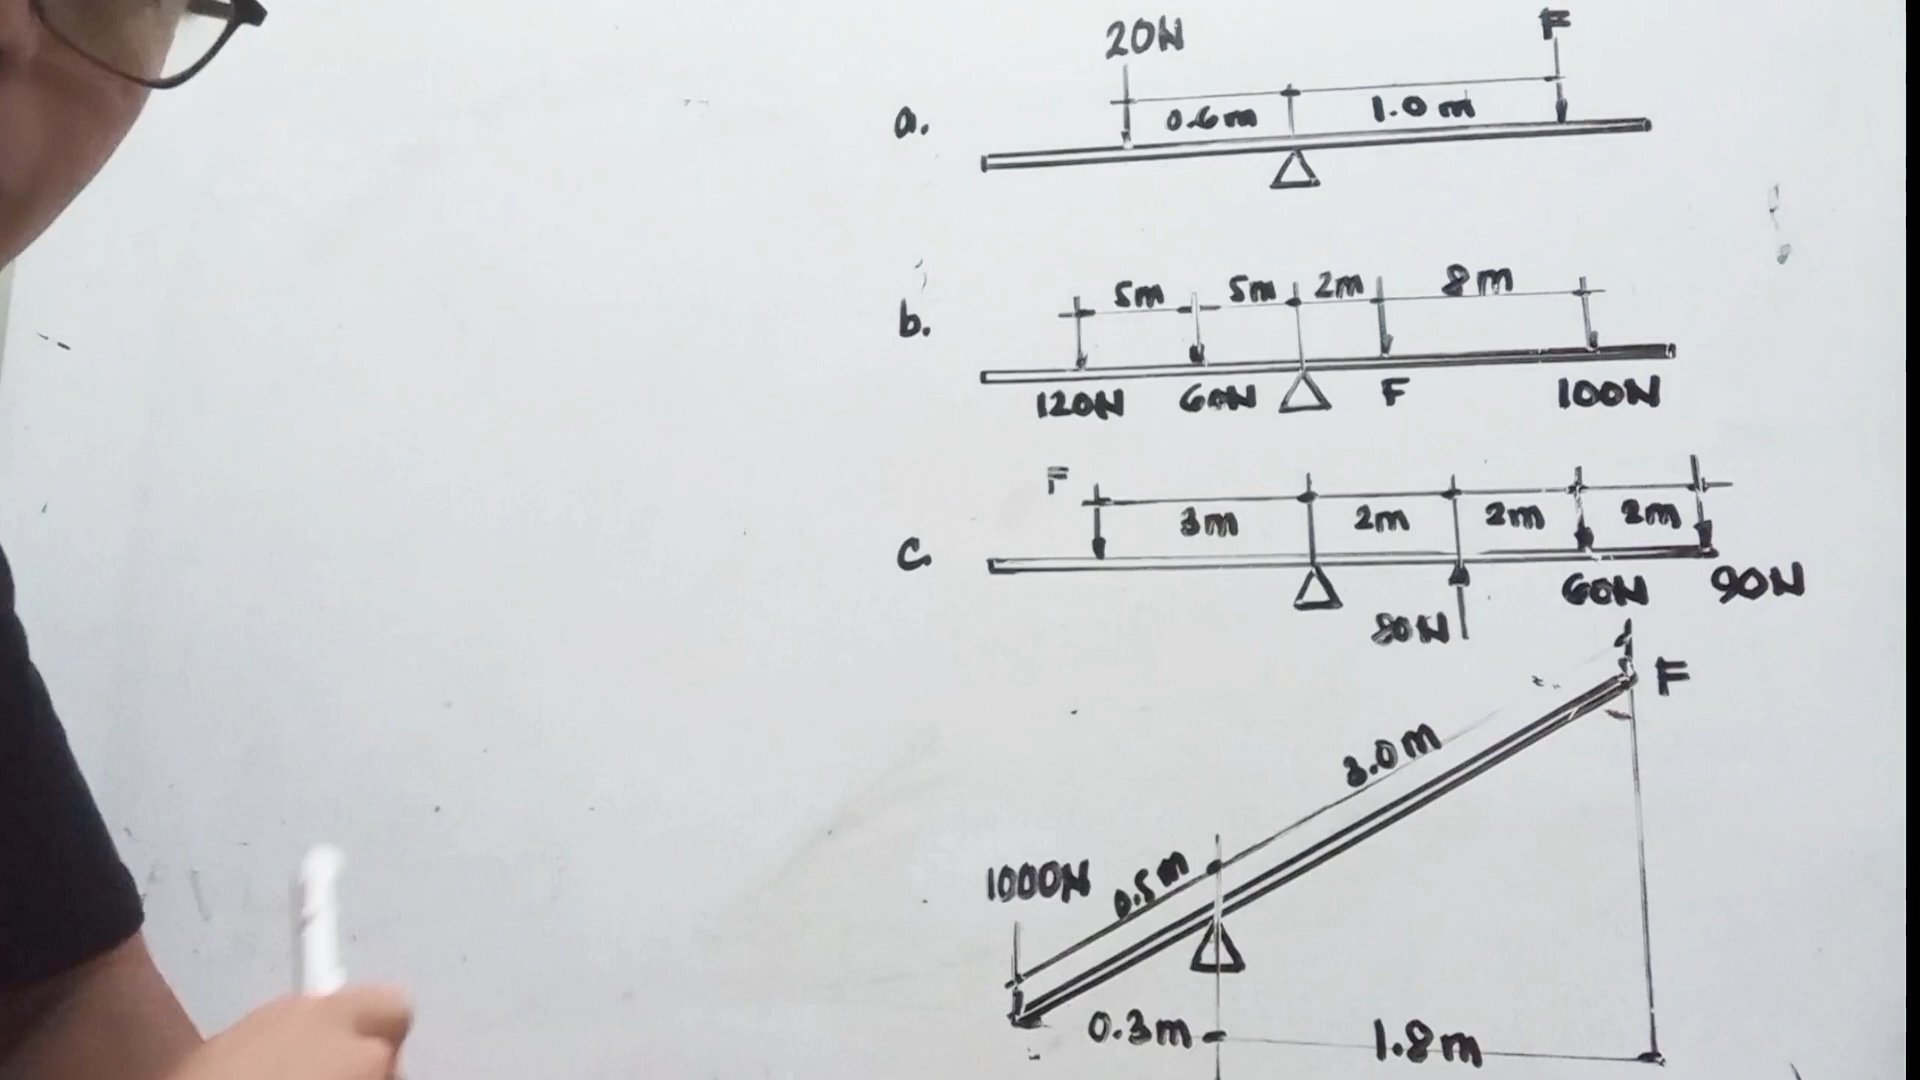 20N F
a. 0.6m 1.0m
b. 5m 5m 2m 8m
120N 60N F 100N
F
c 3m 2m 2m 2m
80N 60N 90N
F
3.0m
1000N 0.5m
0.3m 1.8m